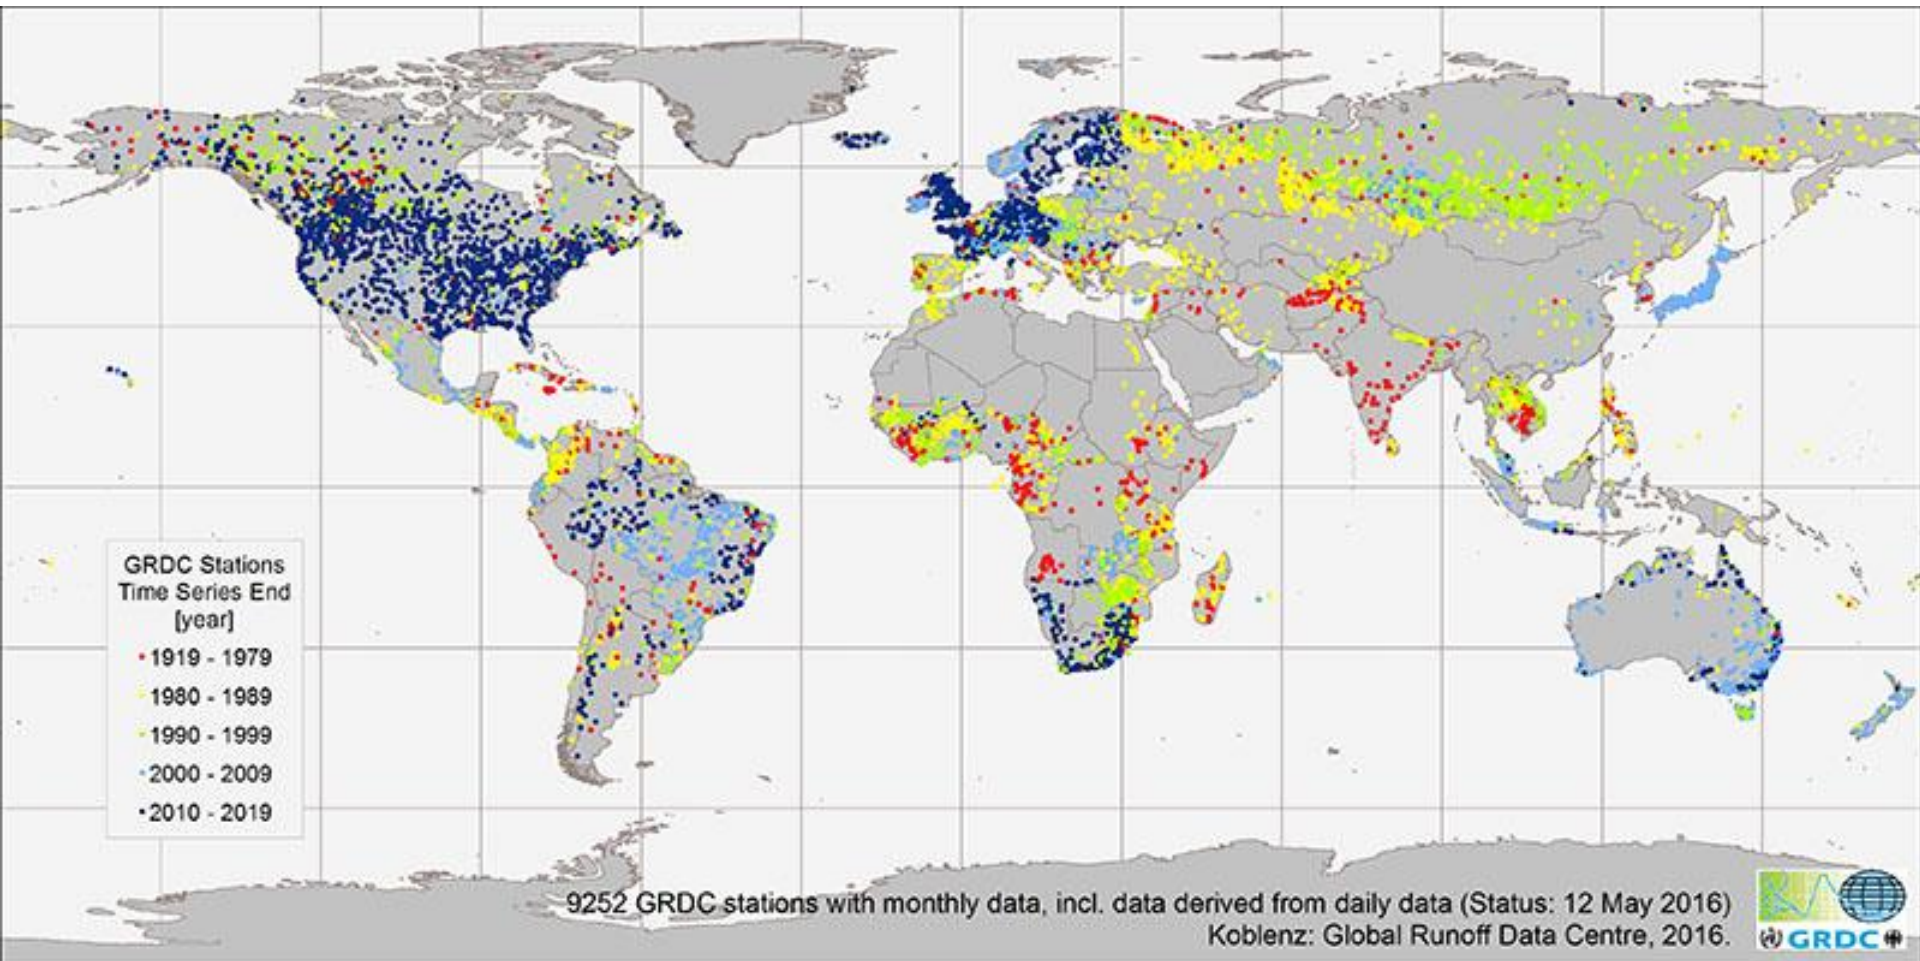 GRDC Stations
Time Series End
[year]
1919 - 1979
1980 - 1989
1990 - 1999
2000 - 2009
2010 - 2019
9252 GRDC stations with monthly data, incl. data derived from daily data (Status: 12 May 2016)
Koblenz: Global Runoff Data Centre, 2016.
GRDC